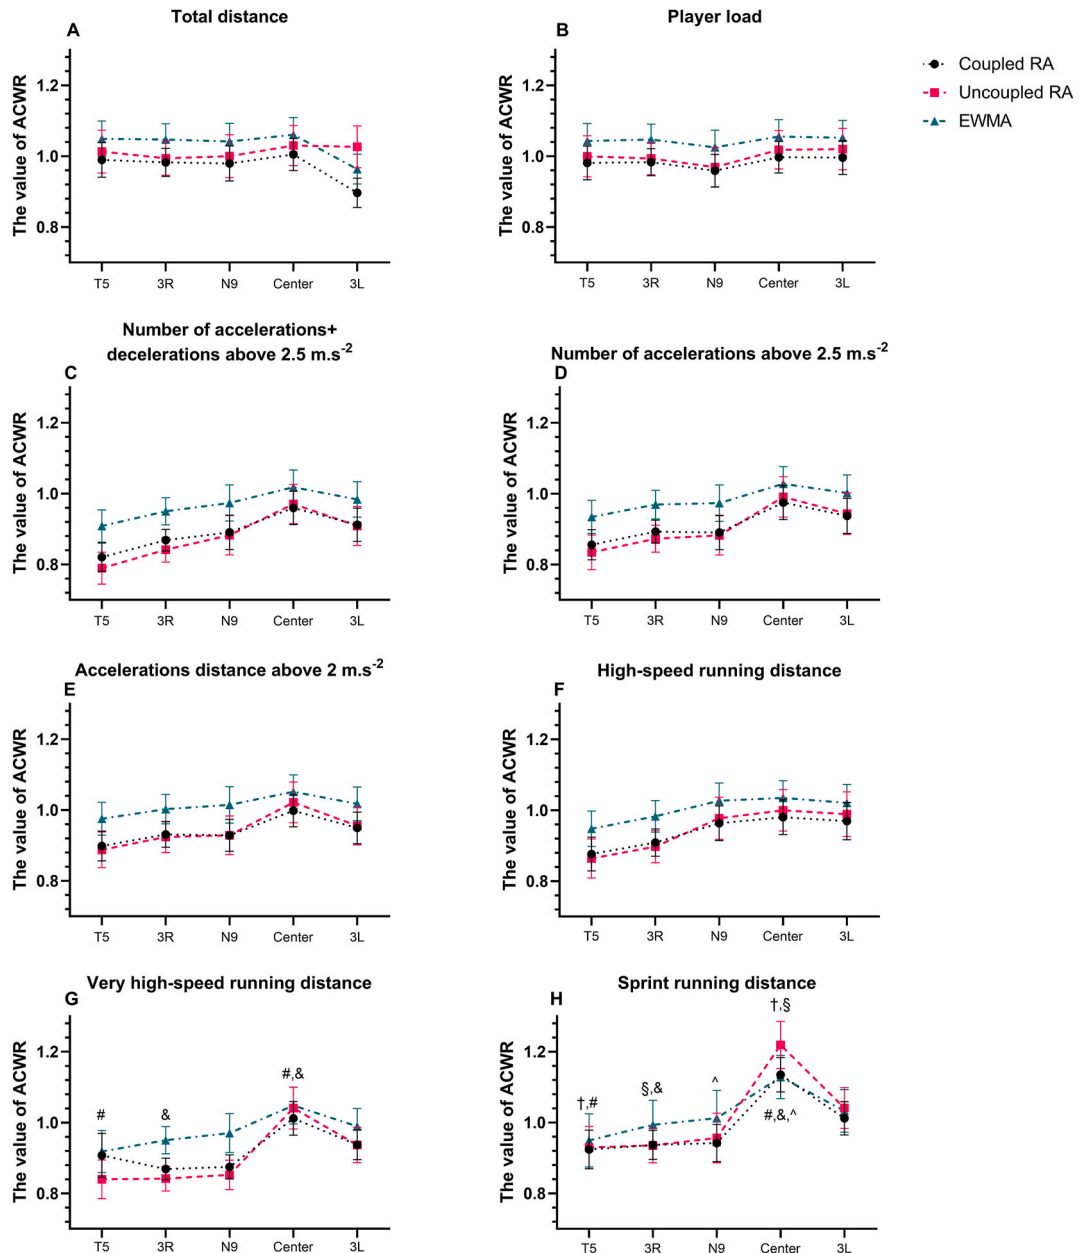 Total distance
A
The value of ACWR
1.2
1.0
0.8
T5 3R N9 Center 3L
Player load
B
The value of ACWR
1.2
1.0
0.8
T5 3R N9 Center 3L
Coupled RA
Uncoupled RA
EWMA
Number of accelerations+
decelerations above 2.5 m.s-2
C
The value of ACWR
1.2
1.0
0.8
T5 3R N9 Center 3L
Number of accelerations above 2.5 m.s-2
D
The value of ACWR
1.2
1.0
0.8
T5 3R N9 Center 3L
Accelerations distance above 2 m.s-2
E
The value of ACWR
1.2
1.0
0.8
T5 3R N9 Center 3L
High-speed running distance
F
The value of ACWR
1.2
1.0
0.8
T5 3R N9 Center 3L
Very high-speed running distance
G
The value of ACWR
1.2
1.0
0.8
#
&
#,&
T5 3R N9 Center 3L
Sprint running distance
H
The value of ACWR
1.2
1.0
0.8
†,#
§,&
^
†,§
#,&,^
T5 3R N9 Center 3L